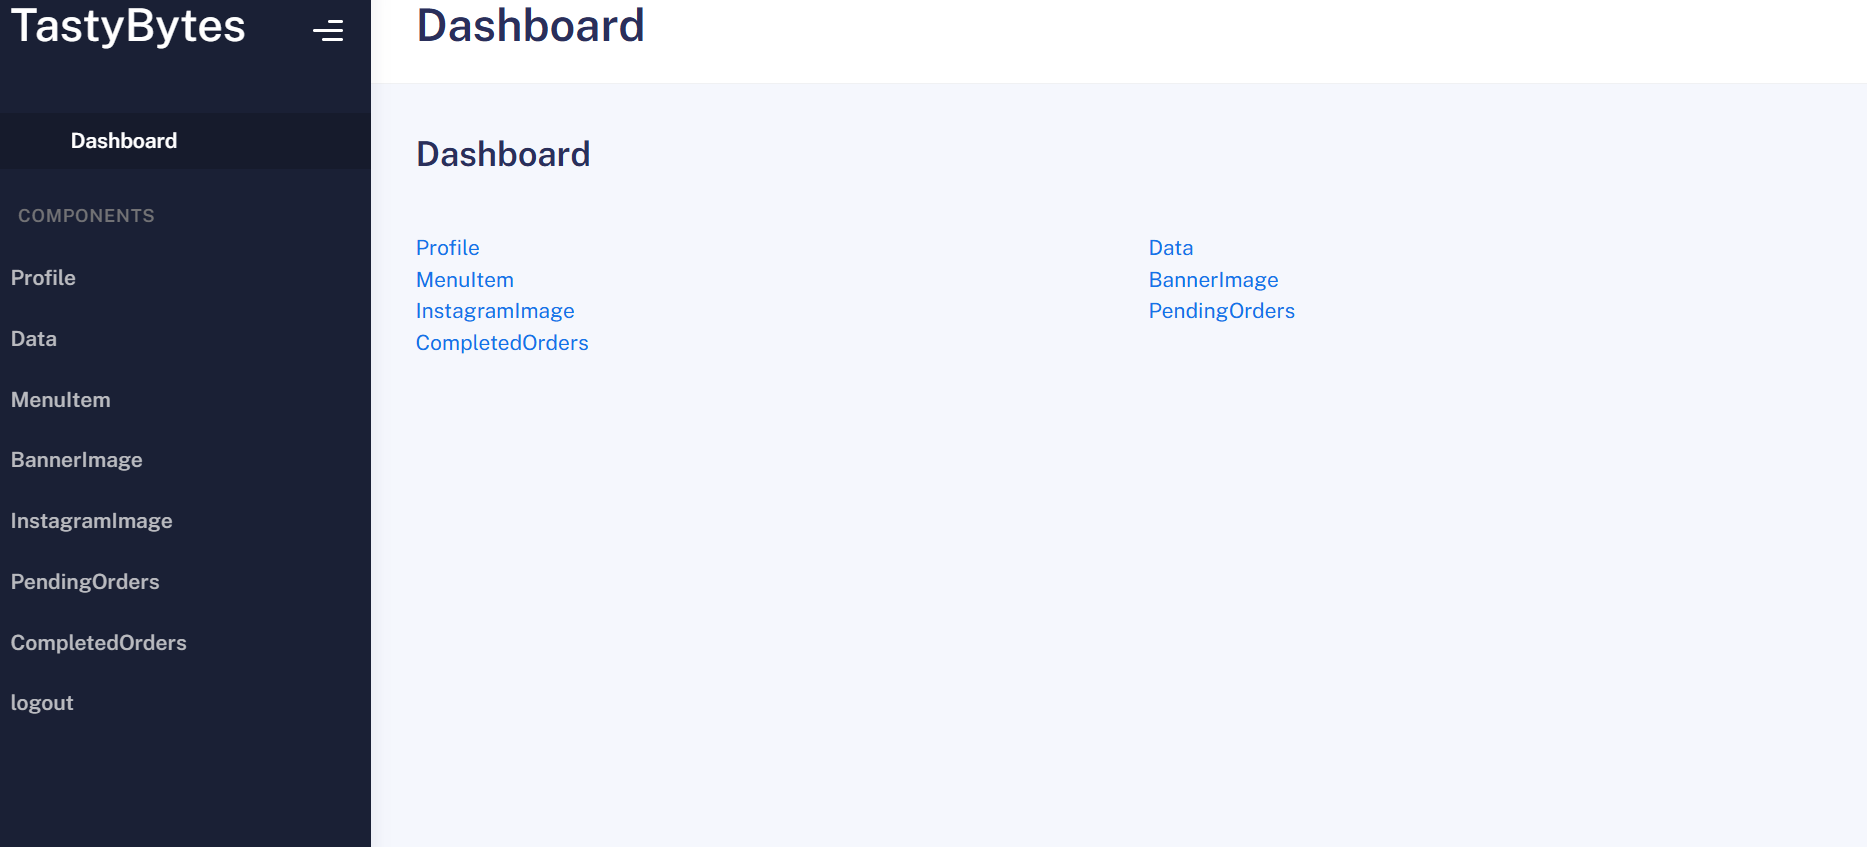 TastyBytes
Dashboard
COMPONENTS
Profile
Data
MenuItem
BannerImage
InstagramImage
PendingOrders
CompletedOrders
logout
Dashboard
Dashboard
Profile
Data
MenuItem
BannerImage
InstagramImage
PendingOrders
CompletedOrders